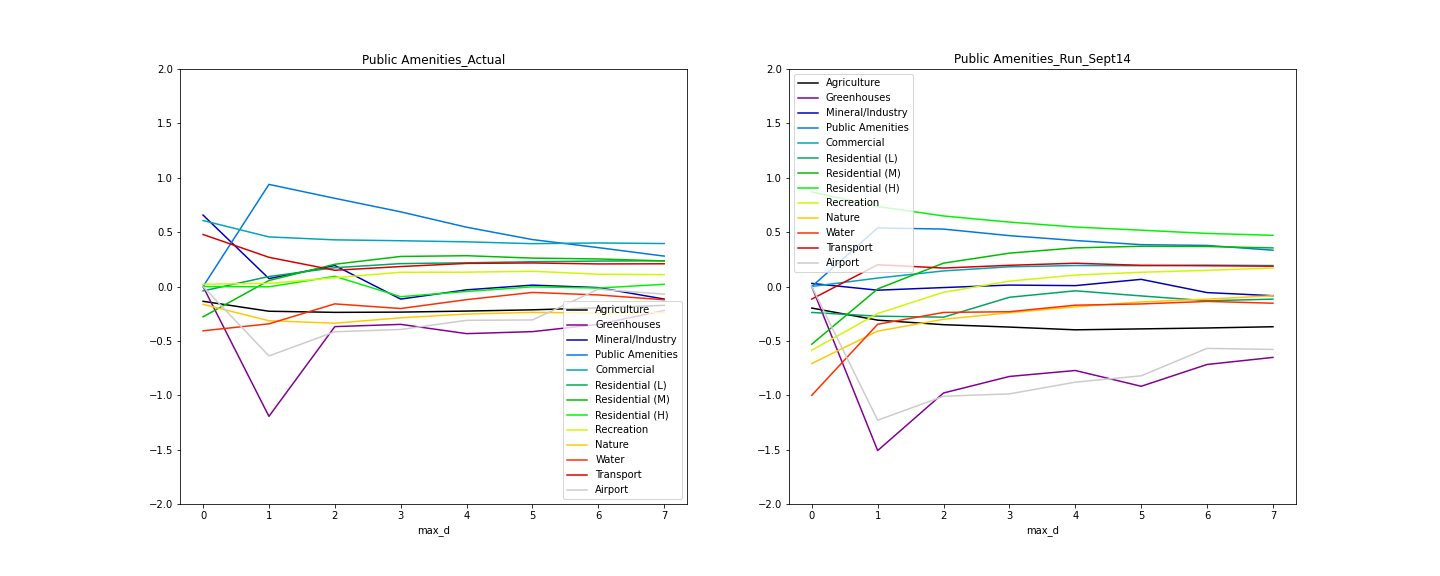 Public Amenities_Actual
2.0
1.5
1.0
0.5
0.0
−0.5
−1.0
−1.5
−2.0
0 1 2 3 4 5 6 7
max_d
Agriculture
Greenhouses
Mineral/Industry
Public Amenities
Commercial
Residential (L)
Residential (M)
Residential (H)
Recreation
Nature
Water
Transport
Airport
Public Amenities_Run_Sept14
2.0
1.5
1.0
0.5
0.0
−0.5
−1.0
−1.5
−2.0
0 1 2 3 4 5 6 7
max_d
Agriculture
Greenhouses
Mineral/Industry
Public Amenities
Commercial
Residential (L)
Residential (M)
Residential (H)
Recreation
Nature
Water
Transport
Airport